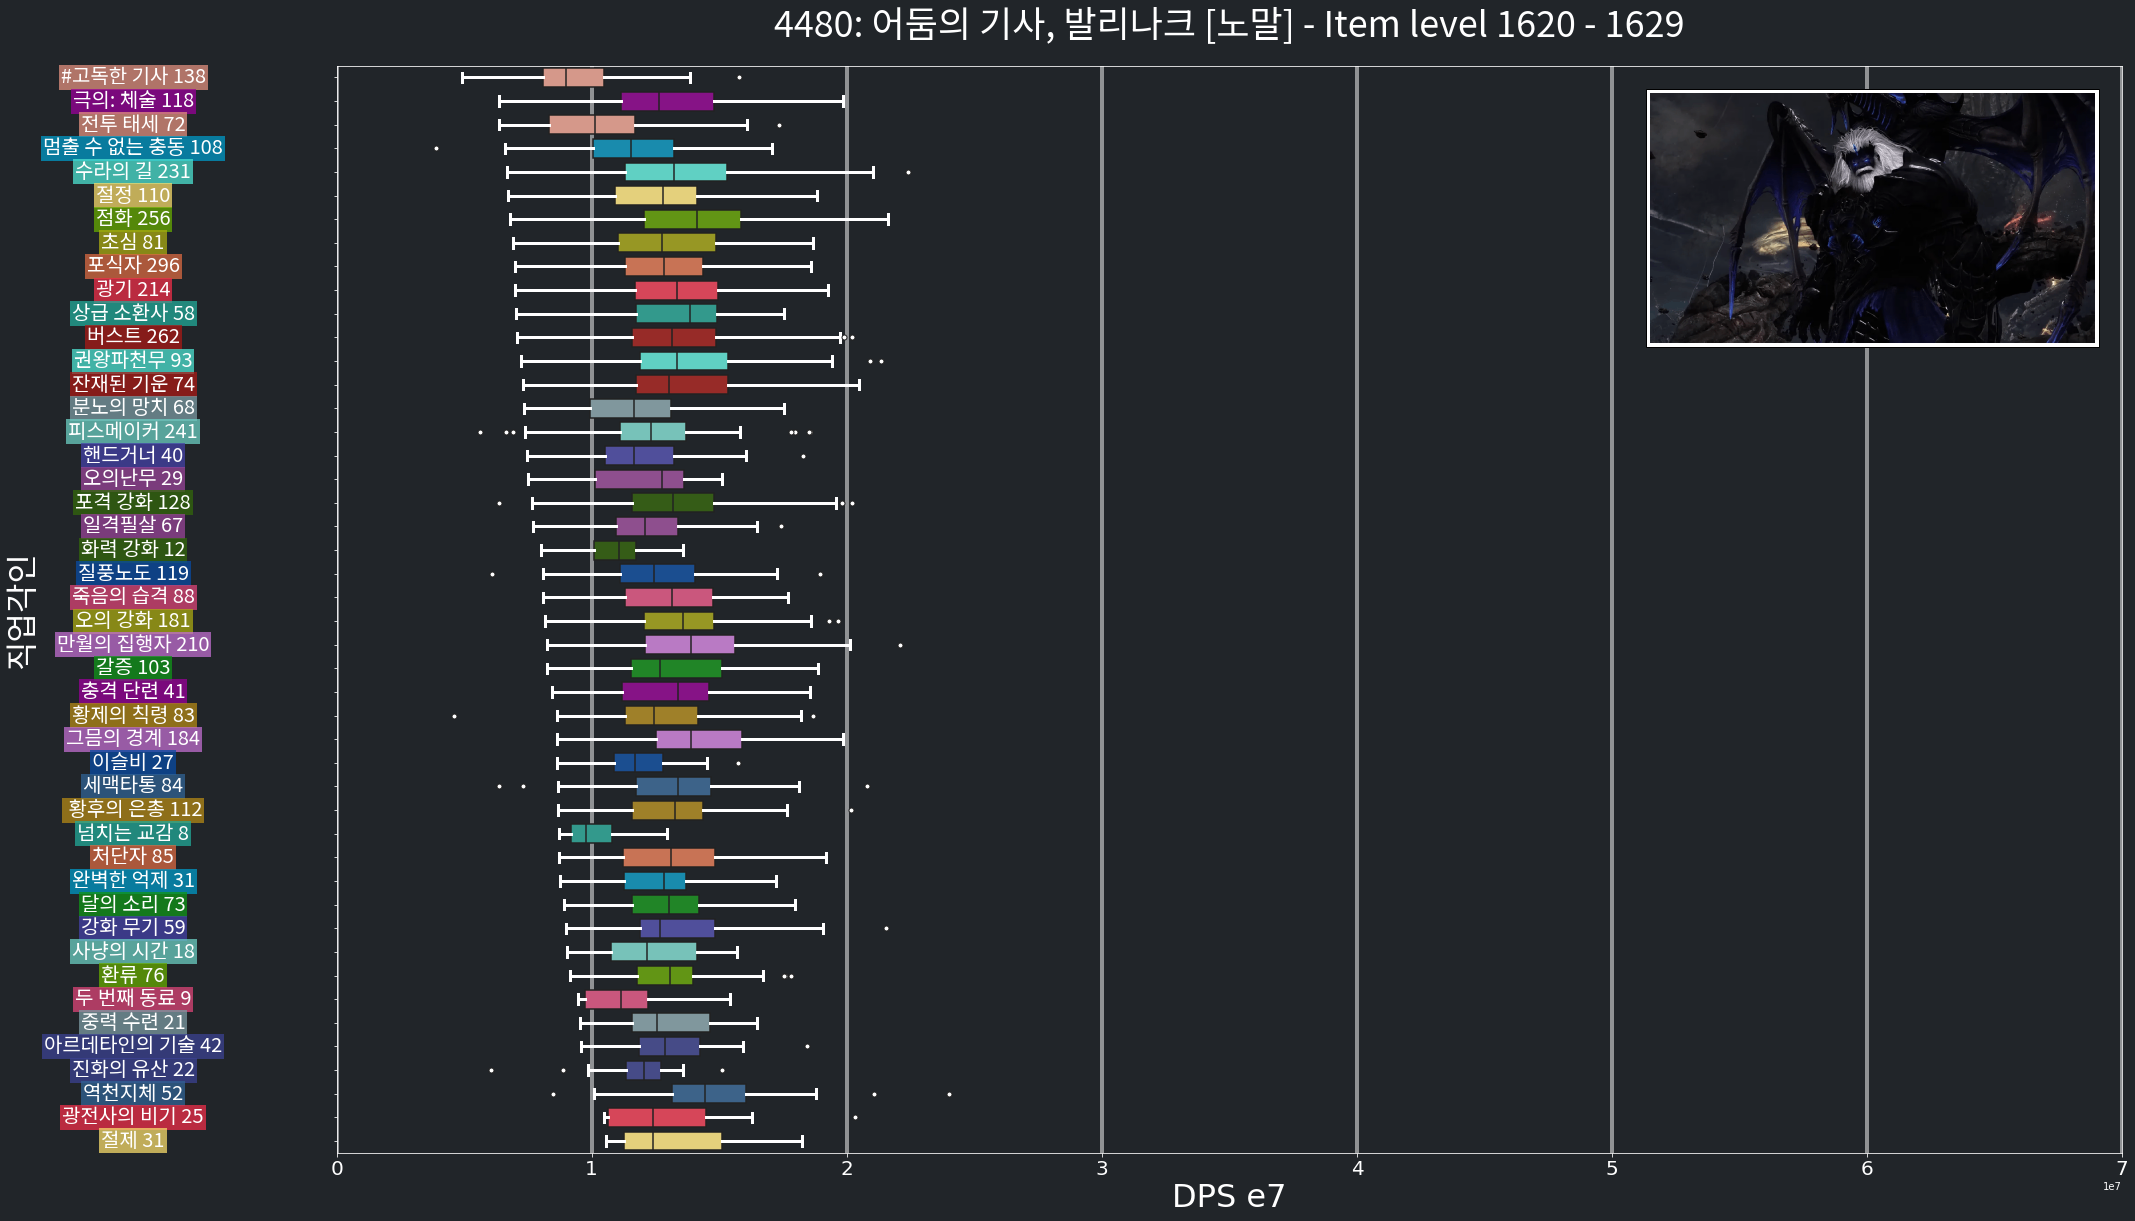 4480: 어둠의 기사, 발리나크 [노말] - Item level 1620 - 1629
직업각인
#고독한 기사 138
극의: 체술 118
전투 태세 72
멈출 수 없는 충동 108
수라의 길 231
절정 110
점화 256
초심 81
포식자 296
광기 214
상급 소환사 58
버스트 262
권왕파천무 93
잔재된 기운 74
분노의 망치 68
피스메이커 241
핸드거너 40
오의난무 29
포격 강화 128
일격필살 67
화력 강화 12
질풍노도 119
죽음의 습격 88
오의 강화 181
만월의 집행자 210
갈증 103
충격 단련 41
황제의 칙령 83
그믐의 경계 184
이슬비 27
세맥타통 84
황후의 은총 112
넘치는 교감 8
처단자 85
완벽한 억제 31
달의 소리 73
강화 무기 59
사냥의 시간 18
환류 76
두 번째 동료 9
중력 수련 21
아르데타인의 기술 42
진화의 유산 22
역천지체 52
광전사의 비기 25
절제 31
0 1 2 3 4 5 6 7
1e7
DPS e7